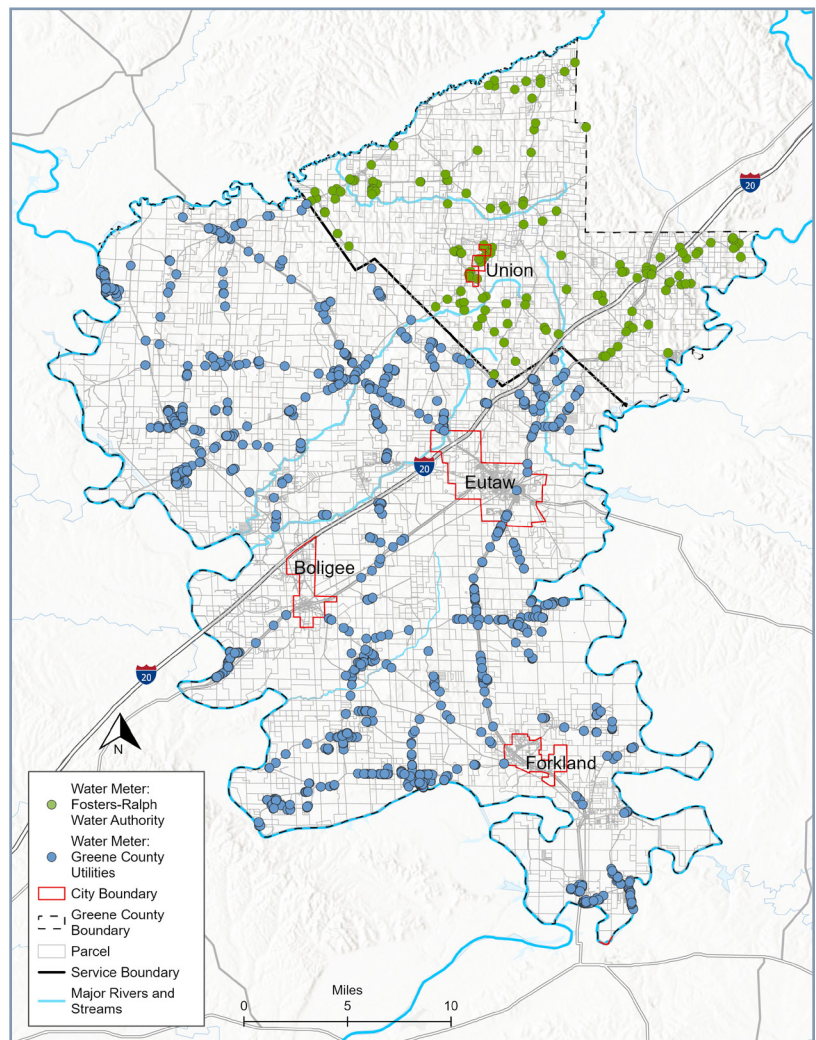 20
Union
20
Eutaw
Boligee
20
N
Forkland
Water Meter:
Fosters-Ralph
Water Authority
Water Meter:
Greene County
Utilities
City Boundary
Greene County
Boundary
Parcel
Service Boundary
Major Rivers and
Streams
Miles
0 5 10